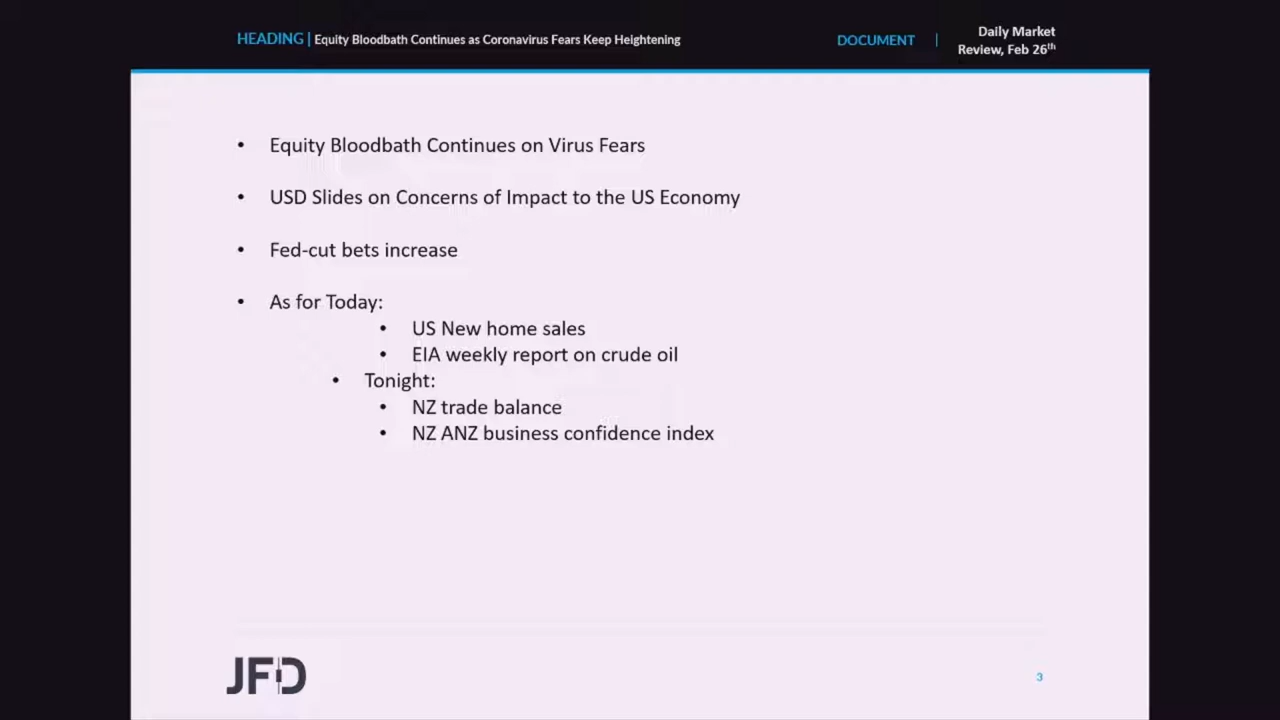 HEADING | Equity Bloodbath Continues as Coronavirus Fears Keep Heightening
DOCUMENT | Daily Market
Review, Feb 26th
• Equity Bloodbath Continues on Virus Fears
• USD Slides on Concerns of Impact to the US Economy
• Fed-cut bets increase
• As for Today:
• US New home sales
• EIA weekly report on crude oil
• Tonight:
• NZ trade balance
• NZ ANZ business confidence index
JFD
3